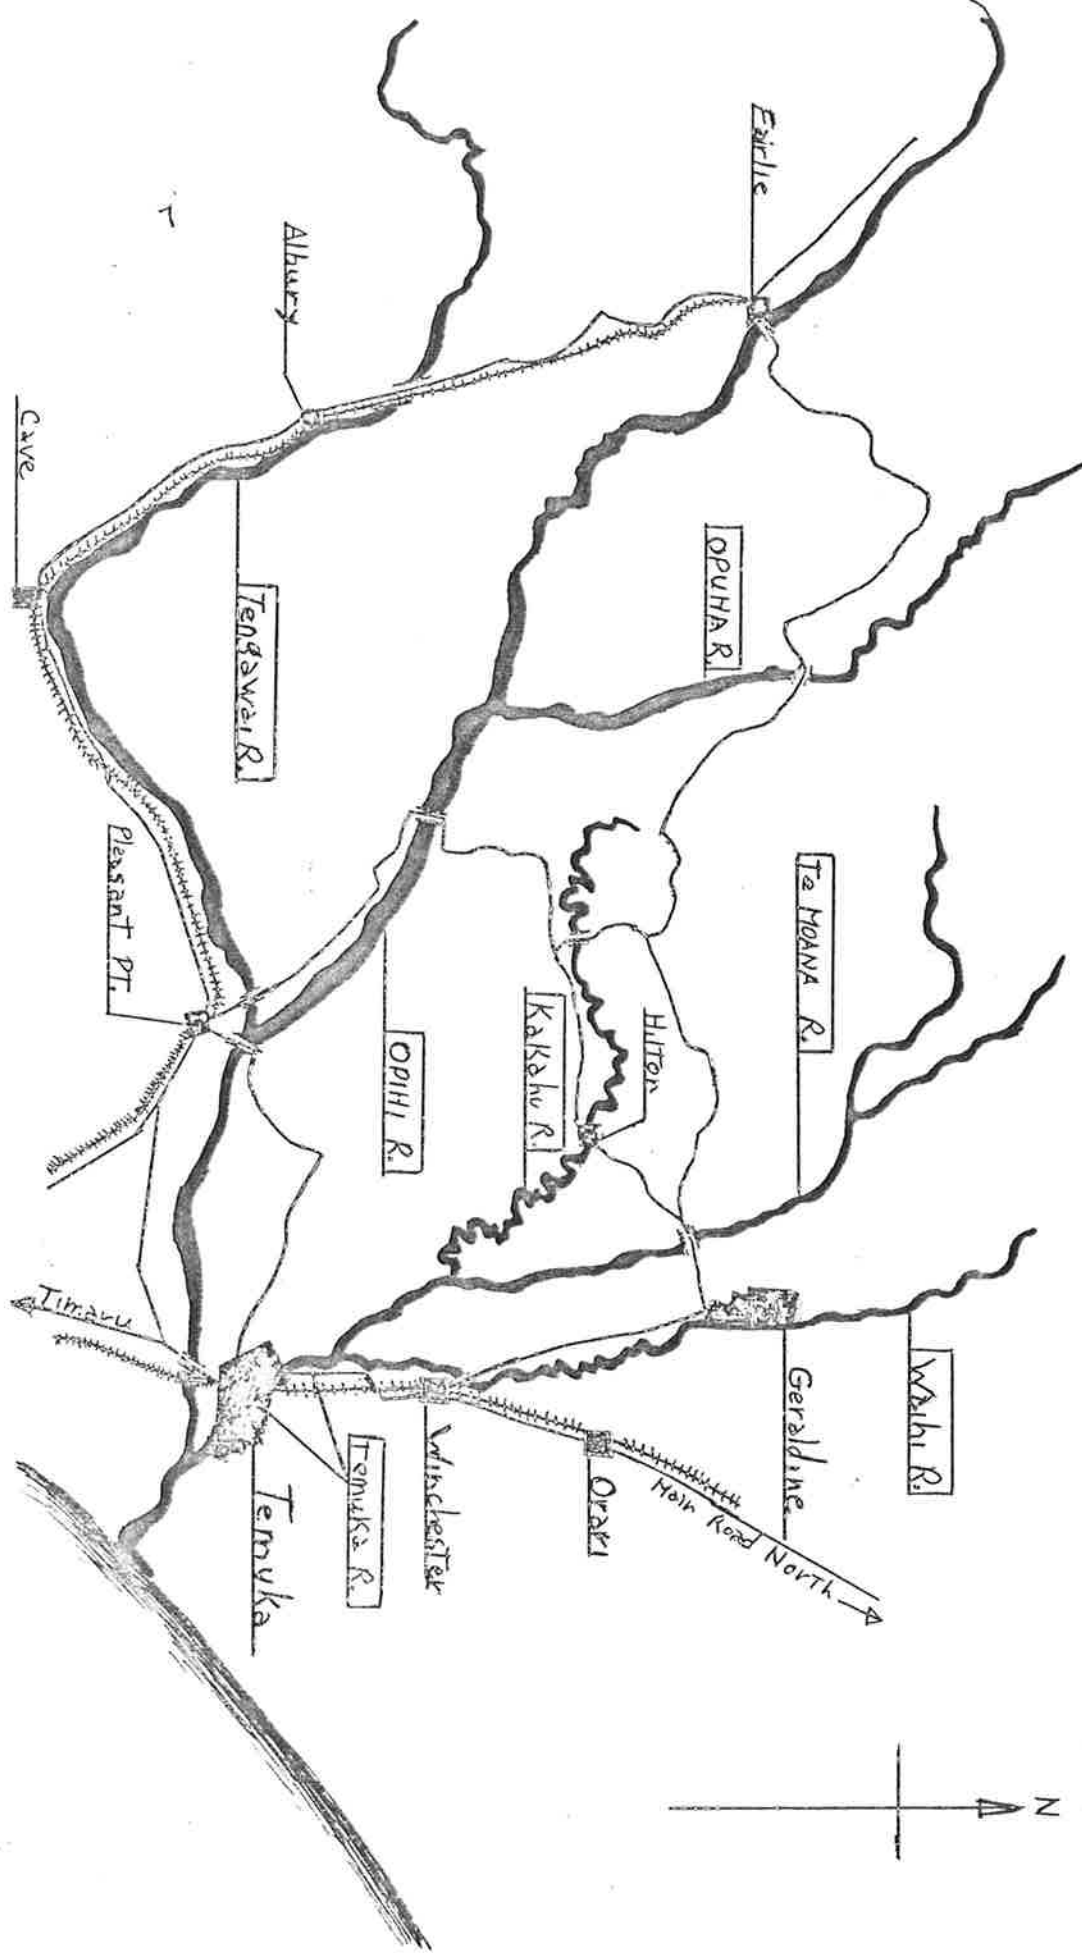 N
Waihi R.
Fairlie
OPUHA R.
Te MOANA R.
Geraldine
Main Road North
Hilton
Orari
Kakahu R.
Winchester
OPIHI R.
Temuka R.
Albury
Tengawai R.
Temuka
Pleasant PT.
Timaru
Cave